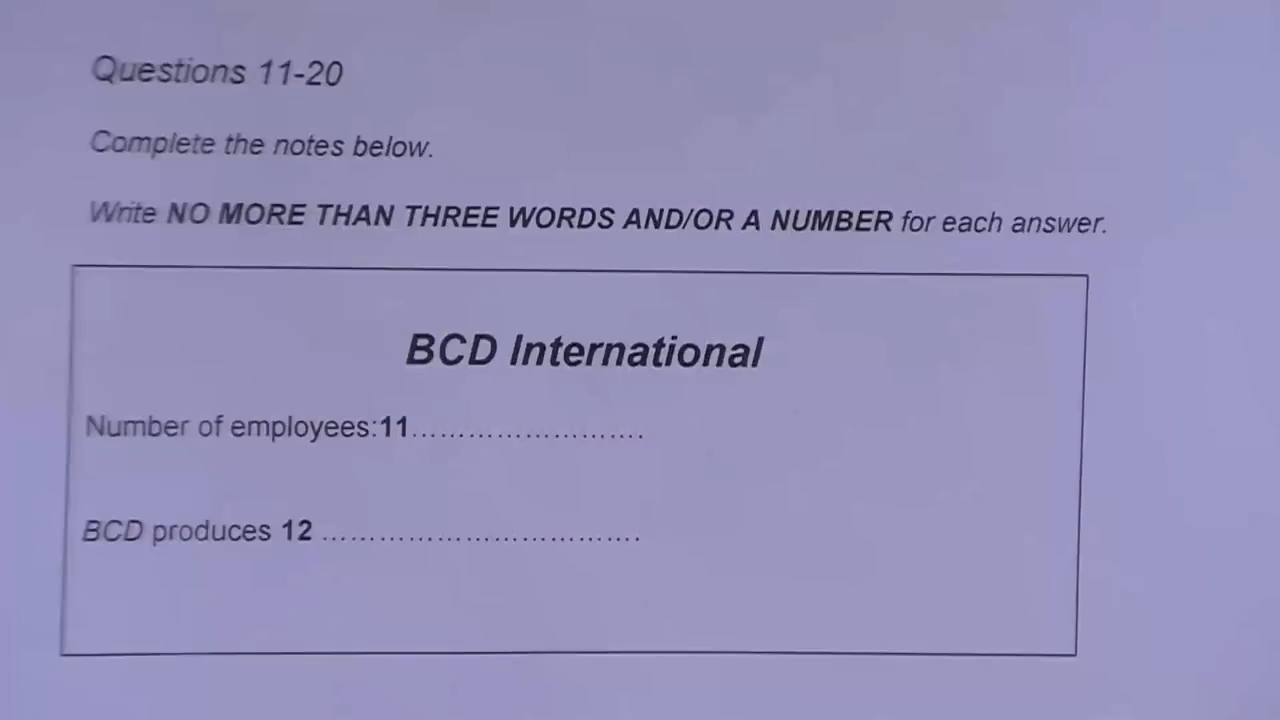 Questions 11-20
Complete the notes below.
Write NO MORE THAN THREE WORDS AND/OR A NUMBER for each answer.
BCD International
Number of employees:11.........................
BCD produces 12 ..................................